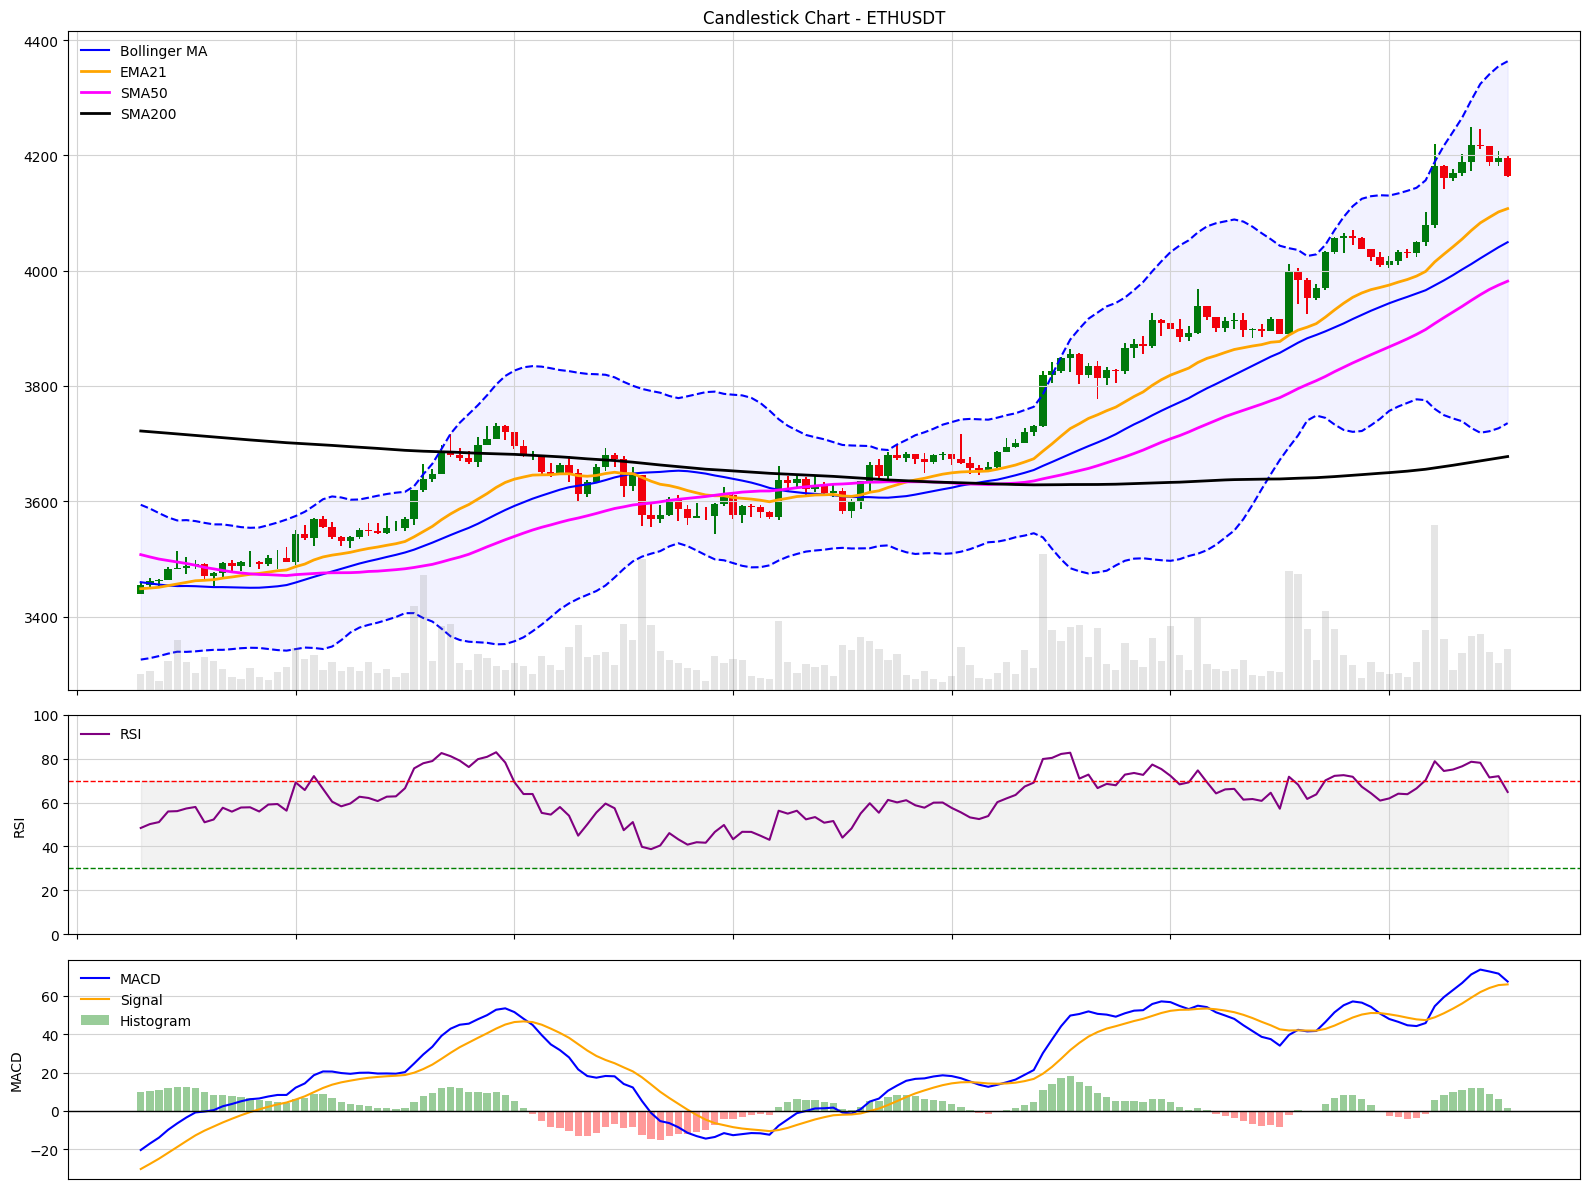 Candlestick Chart - ETHUSDT
Bollinger MA
EMA21
SMA50
SMA200
4400
4200
4000
3800
3600
3400
RSI
100
80
60
40
20
0
RSI
MACD
Signal
Histogram
60
40
20
0
−20
MACD